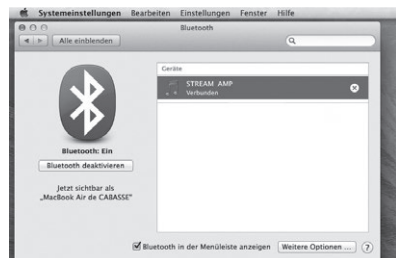 Systemeinstellungen Bearbeiten Einstellungen Fenster Hilfe
Bluetooth
Alle einblenden
Geräte
STREAM AMP
Verbunden
Bluetooth: Ein
Bluetooth deaktivieren
Jetzt sichtbar als
„MacBook Air de CABASSE“
Bluetooth in der Menüleiste anzeigen
Weitere Optionen ...
?